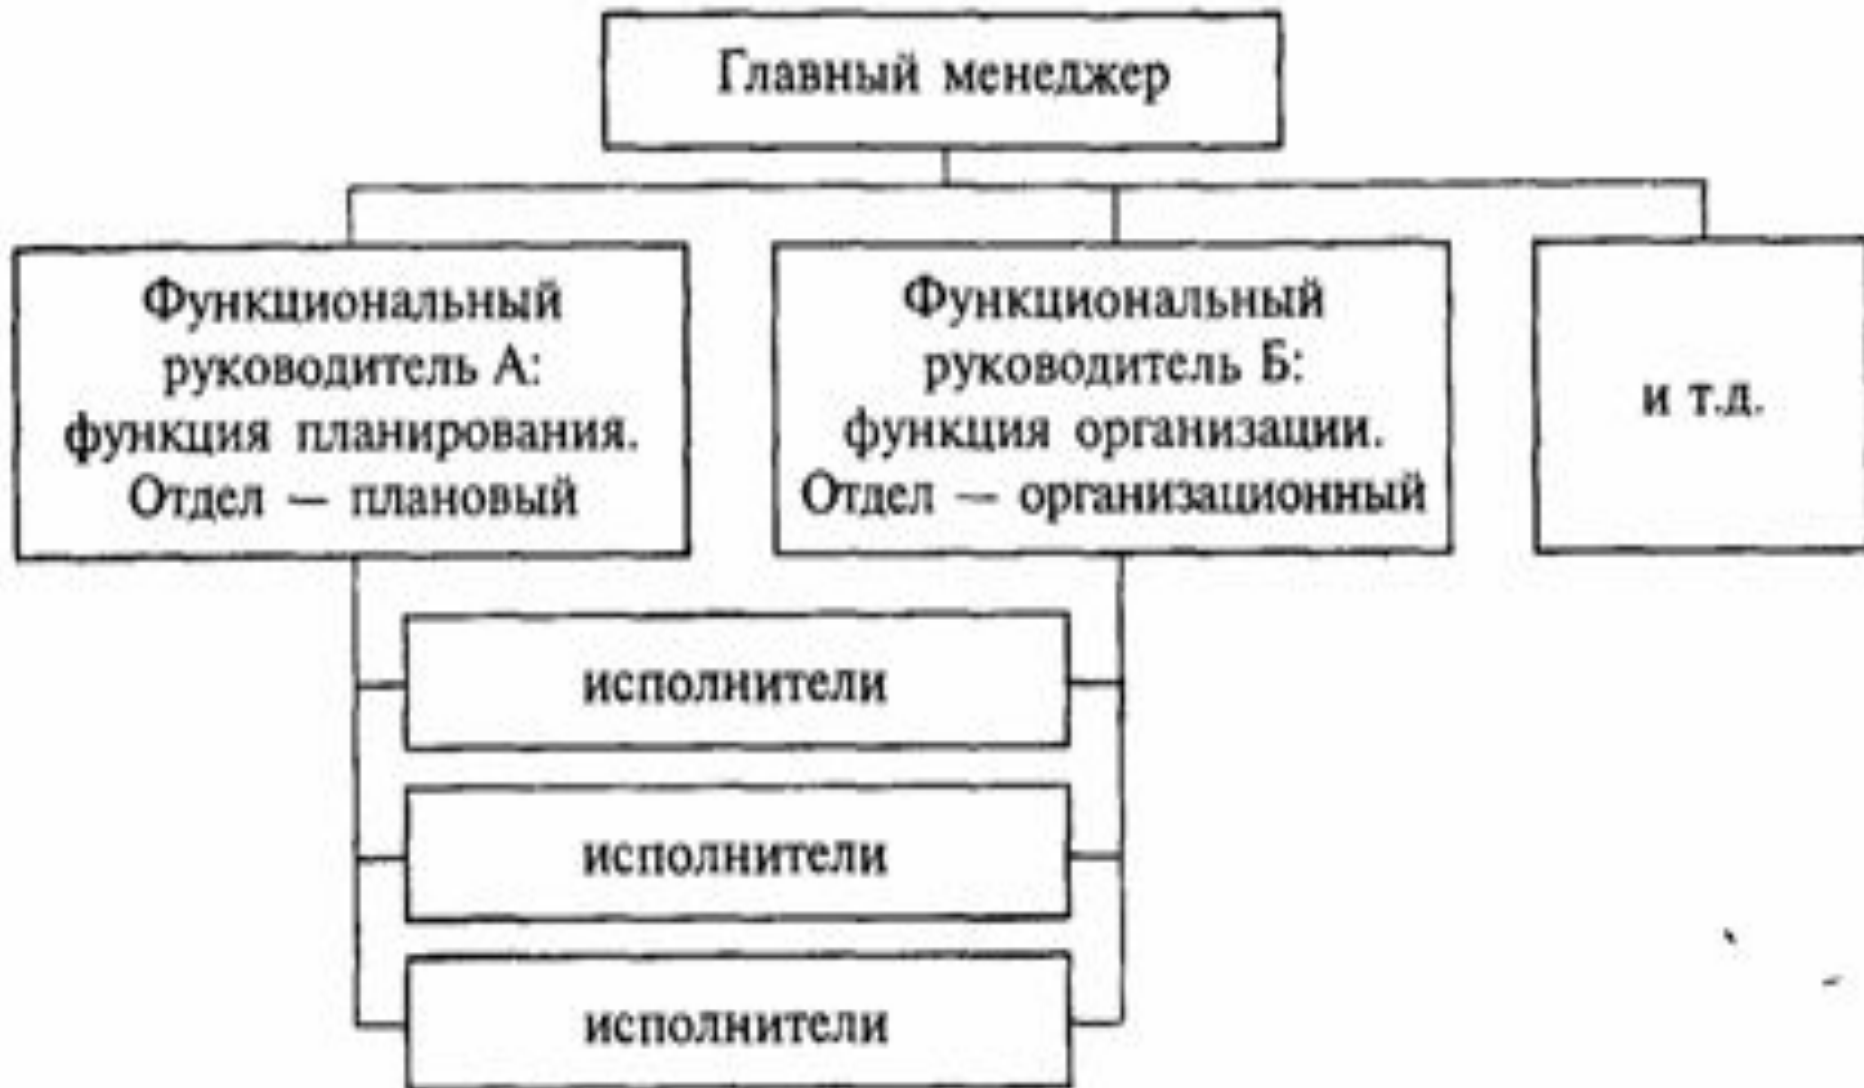 Главный менеджер
Функциональный
руководитель А:
функция планирования.
Отдел — плановый
Функциональный
руководитель Б:
функция организации.
Отдел — организационный
и т.д.
исполнители
исполнители
исполнители